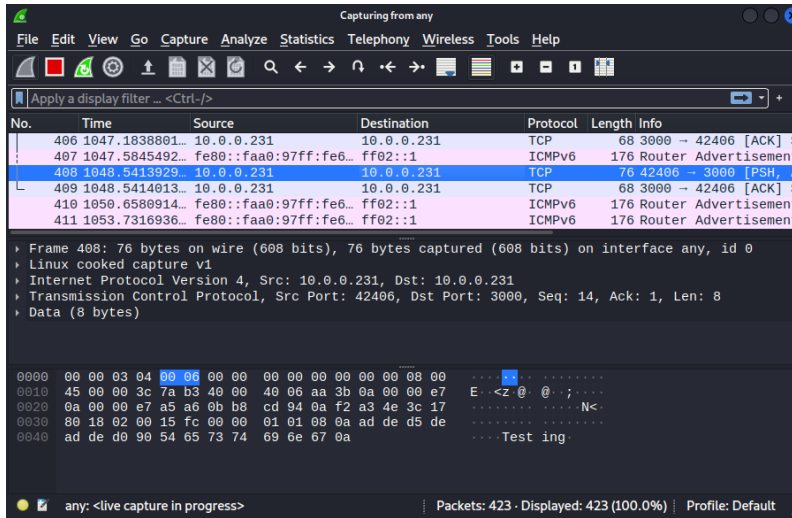 Capturing from any
File Edit View Go Capture Analyze Statistics Telephony Wireless Tools Help
Apply a display filter ... <Ctrl-/>
No. Time Source Destination Protocol Length Info
406 1047.1838801… 10.0.0.231 10.0.0.231 TCP 68 3000 → 42406 [ACK]
407 1047.5845492… fe80::faa0:97ff:fe6… ff02::1 ICMPv6 176 Router Advertisemen
408 1048.5413929… 10.0.0.231 10.0.0.231 TCP 76 42406 → 3000 [PSH,
409 1048.5414013… 10.0.0.231 10.0.0.231 TCP 68 3000 → 42406 [ACK]
410 1050.6580914… fe80::faa0:97ff:fe6… ff02::1 ICMPv6 176 Router Advertisemen
411 1053.7316936… fe80::faa0:97ff:fe6… ff02::1 ICMPv6 176 Router Advertisemen
Frame 408: 76 bytes on wire (608 bits), 76 bytes captured (608 bits) on interface any, id 0
Linux cooked capture v1
Internet Protocol Version 4, Src: 10.0.0.231, Dst: 10.0.0.231
Transmission Control Protocol, Src Port: 42406, Dst Port: 3000, Seq: 14, Ack: 1, Len: 8
Data (8 bytes)
0000 00 00 03 04 00 06 00 00 00 00 00 00 00 00 08 00 ········ ········
0010 45 00 00 3c 7a b3 40 00 40 06 aa 3b 0a 00 00 e7 E··<z·@· @··;····
0020 0a 00 00 e7 a5 a6 0b b8 cd 94 0a f2 a3 4e 3c 17 ········ ·····N<·
0030 80 18 02 00 15 fc 00 00 01 01 08 0a ad de d5 de ········ ········
0040 ad de d0 90 54 65 73 74 69 6e 67 0a ····Test ing·
any: <live capture in progress> Packets: 423 · Displayed: 423 (100.0%) Profile: Default